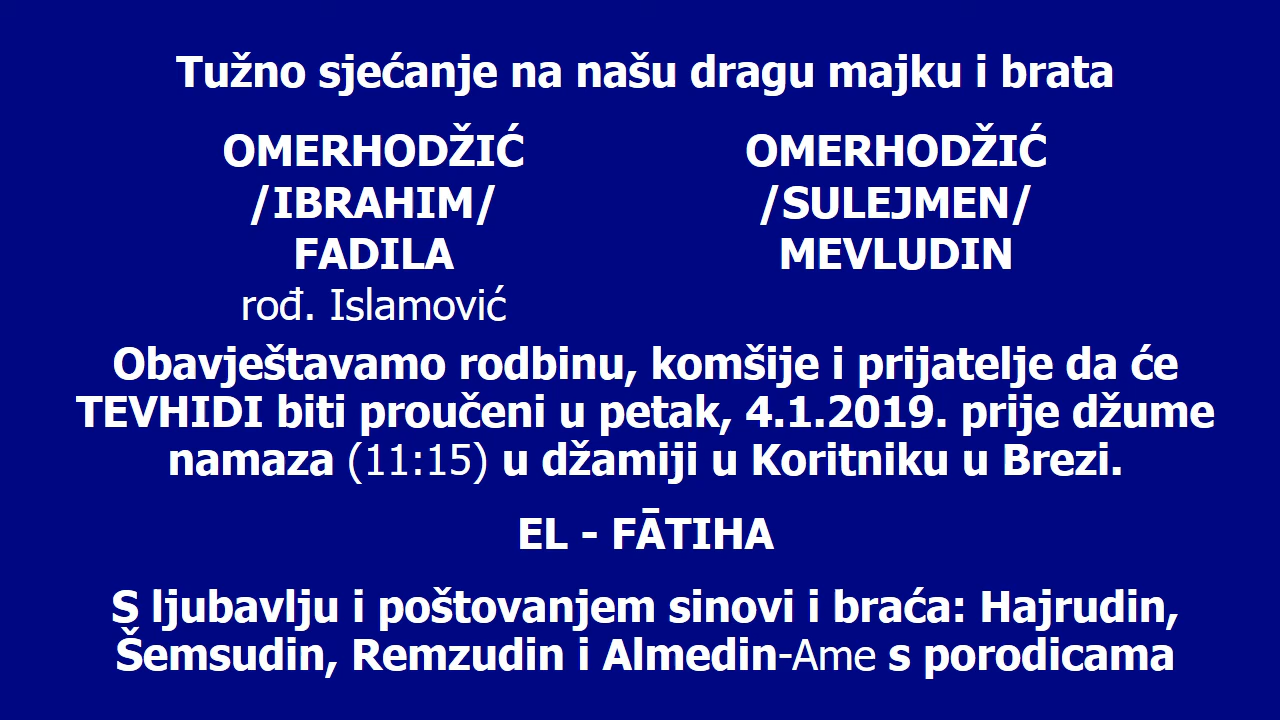 Tužno sjećanje na našu dragu majku i brata
OMERHODŽIĆ
/IBRAHIM/
FADILA
rođ. Islamović
OMERHODŽIĆ
/SULEJMEN/
MEVLUDIN
Obavještavamo rodbinu, komšije i prijatelje da će
TEVHIDI biti proučeni u petak, 4.1.2019. prije džume
namaza (11:15) u džamiji u Koritniku u Brezi.
EL - FĀTIHA
S ljubavlju i poštovanjem sinovi i braća: Hajrudin,
Šemsudin, Remzudin i Almedin-Ame s porodicama